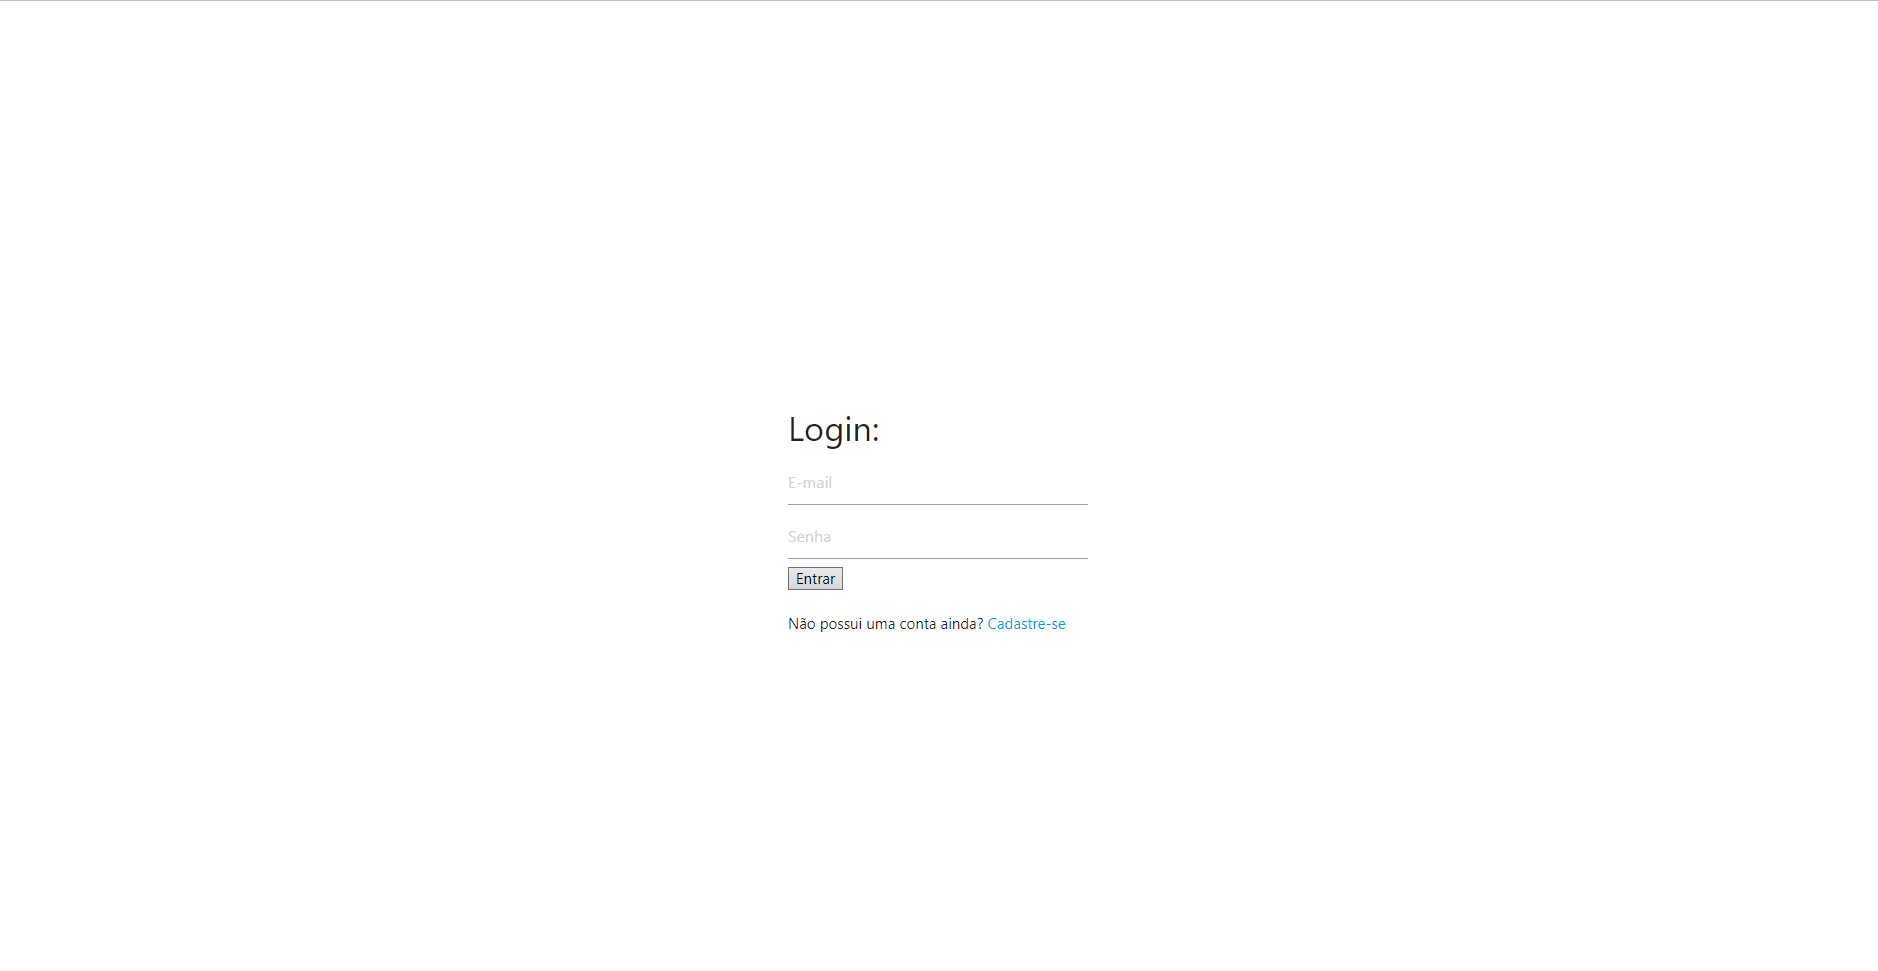 Login:
E-mail
Senha
Entrar
Não possui uma conta ainda? Cadastre-se